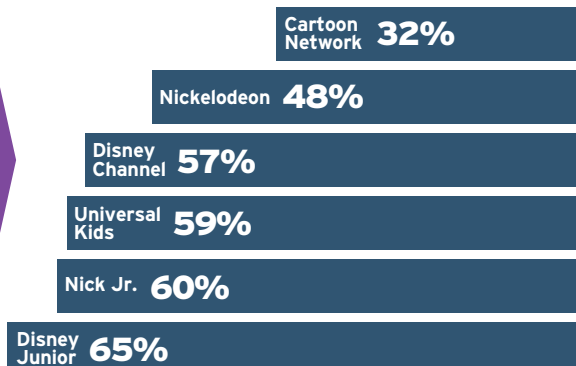 Cartoon
Network 32%
Nickelodeon 48%
Disney
Channel 57%
Universal
Kids 59%
Nick Jr. 60%
Disney
Junior 65%